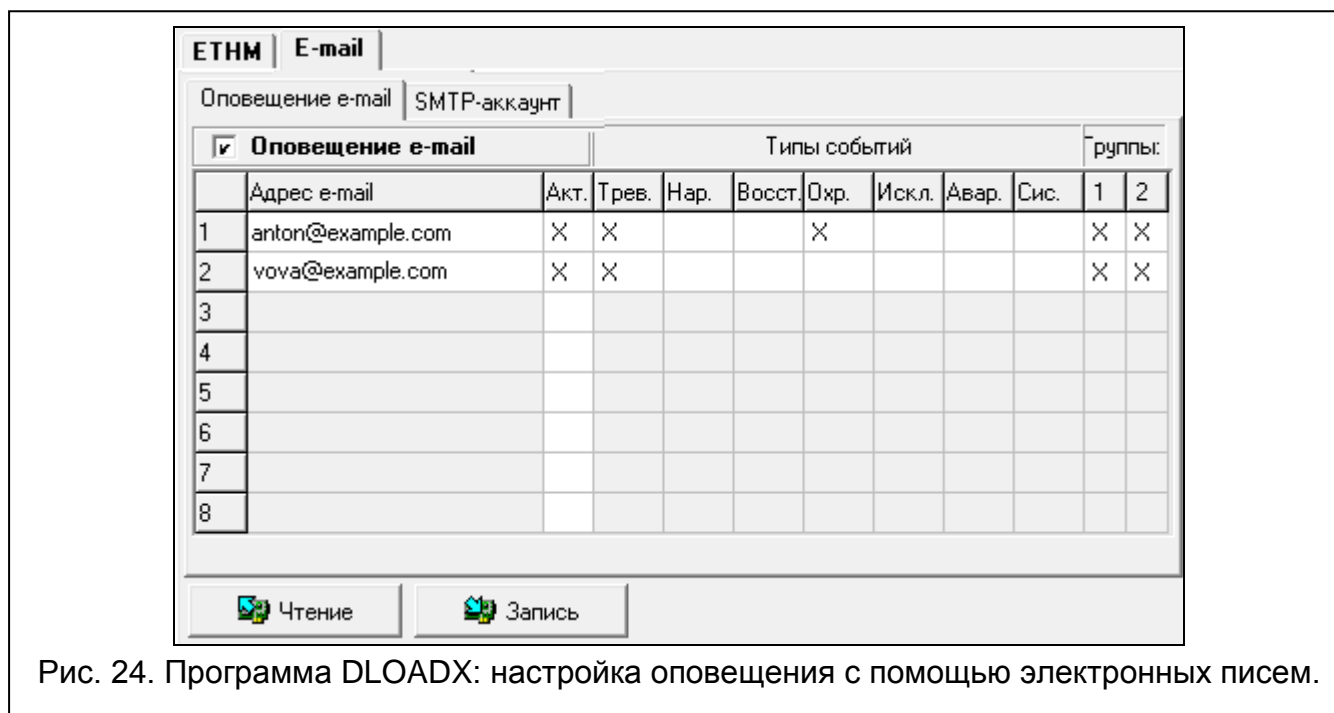 ETHM E-mail
Оповещение e-mail SMTP-аккаунт
Оповещение e-mail Типы событий Группы:
Адрес e-mail Акт. Трев. Нар. Восст. Охр. Искл. Авар. Сис. 1 2
1 anton@example.com X X X X X
2 vova@example.com X X X X
3
4
5
6
7
8
Чтение Запись
Рис. 24. Программа DLOADX: настройка оповещения с помощью электронных писем.